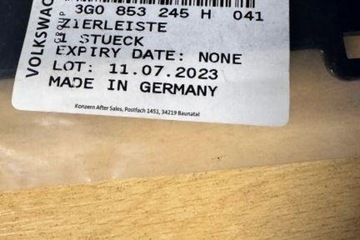 3G0 853 245 H 041
ZIERLEISTE
STUECK
EXPIRY DATE: NONE
LOT: 11.07.2023
MADE IN GERMANY
Konzern After Sales, Postfach 1451, 34219 Baunatal
VOLKSWAG